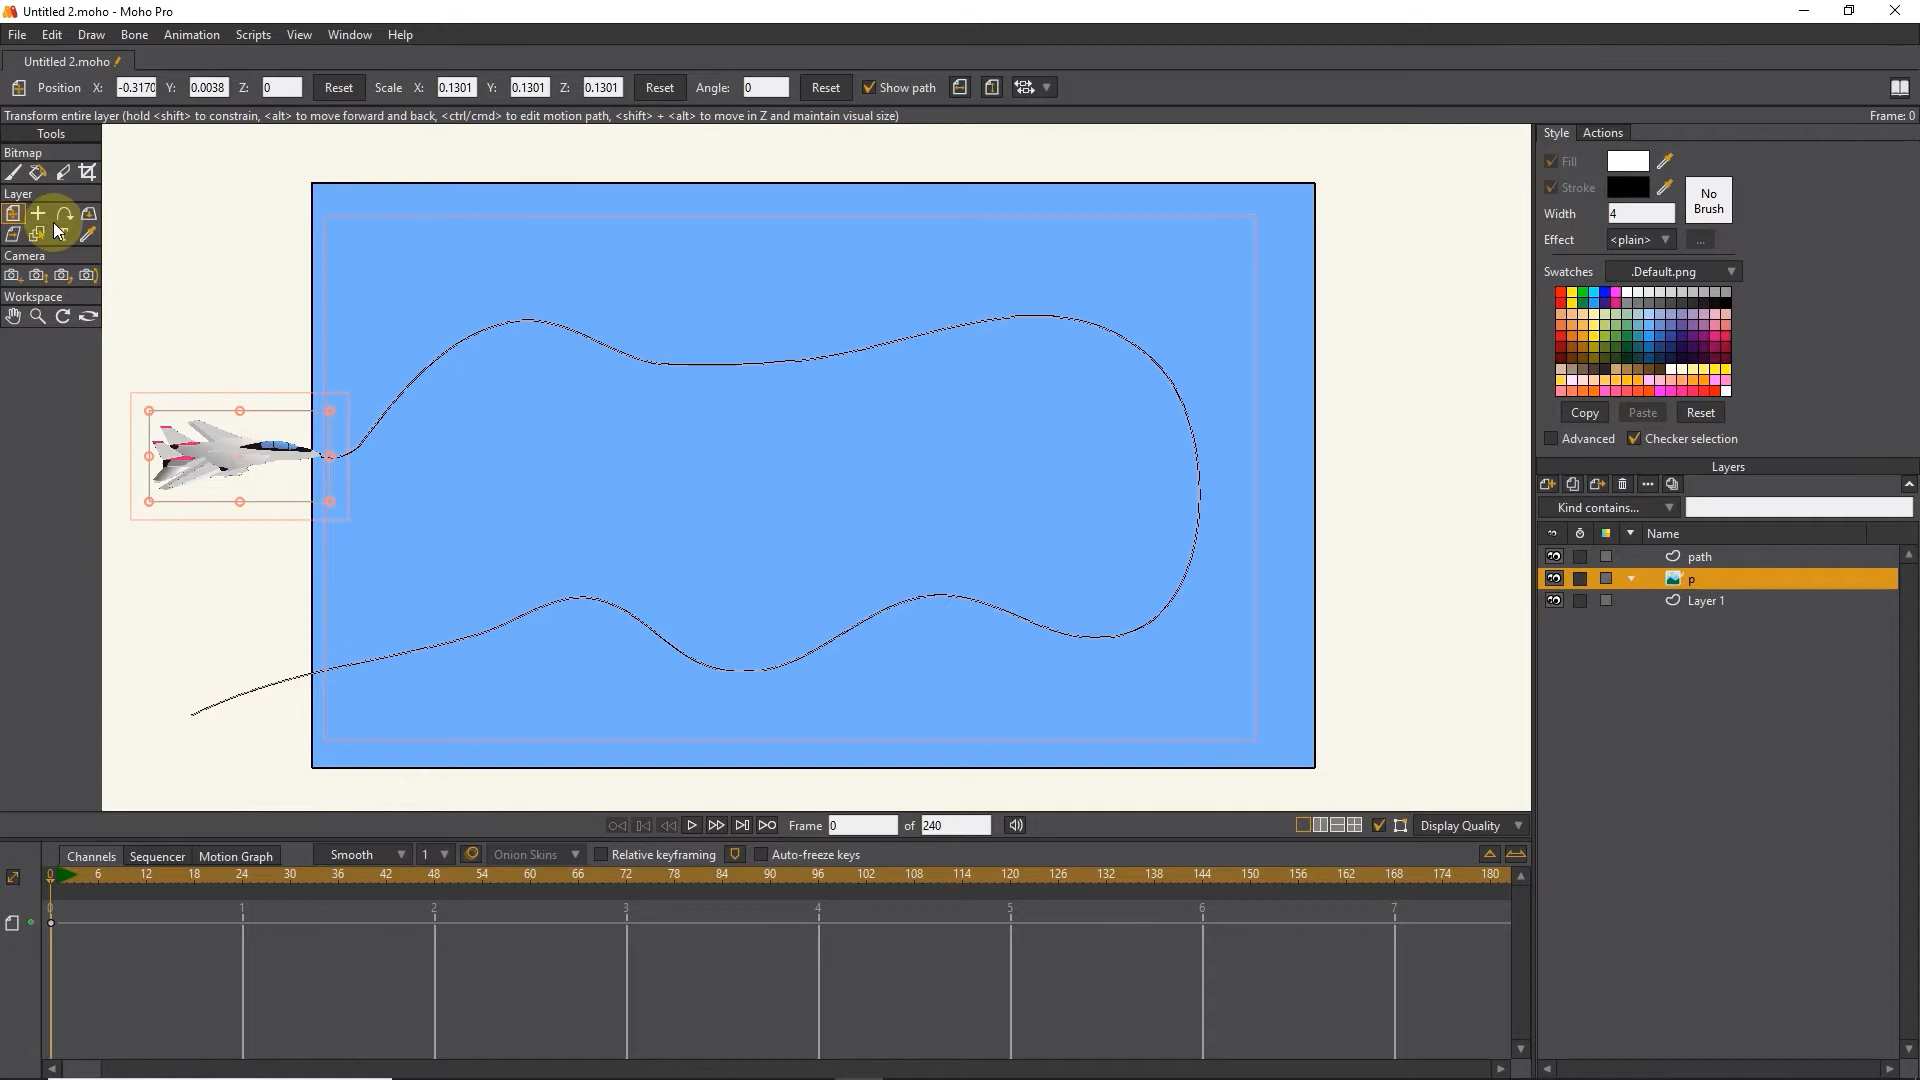 Untitled 2.moho - Moho Pro
File Edit Draw Bone Animation Scripts View Window Help
Untitled 2.moho
Position X: -0.3170 Y: 0.0038 Z: 0 Reset Scale X: 0.1301 Y: 0.1301 Z: 0.1301 Reset Angle: 0 Reset Show path
Transform entire layer (hold <shift> to constrain, <alt> to move forward and back, <ctrl/cmd> to edit motion path, <shift> + <alt> to move in Z and maintain visual size) Frame: 0
Tools
Bitmap
Layer
Camera
Workspace
Style Actions
Fill
Stroke
No Brush
Width 4
Effect <plain> ...
Swatches .Default.png
Copy Paste Reset
Advanced Checker selection
Layers
Kind contains...
Name
path
p
Layer 1
Frame 0 of 240 Display Quality
Channels Sequencer Motion Graph Smooth 1 Onion Skins Relative keyframing Auto-freeze keys
0 6 12 18 24 30 36 42 48 54 60 66 72 78 84 90 96 102 108 114 120 126 132 138 144 150 156 162 168 174 180
0 1 2 3 4 5 6 7